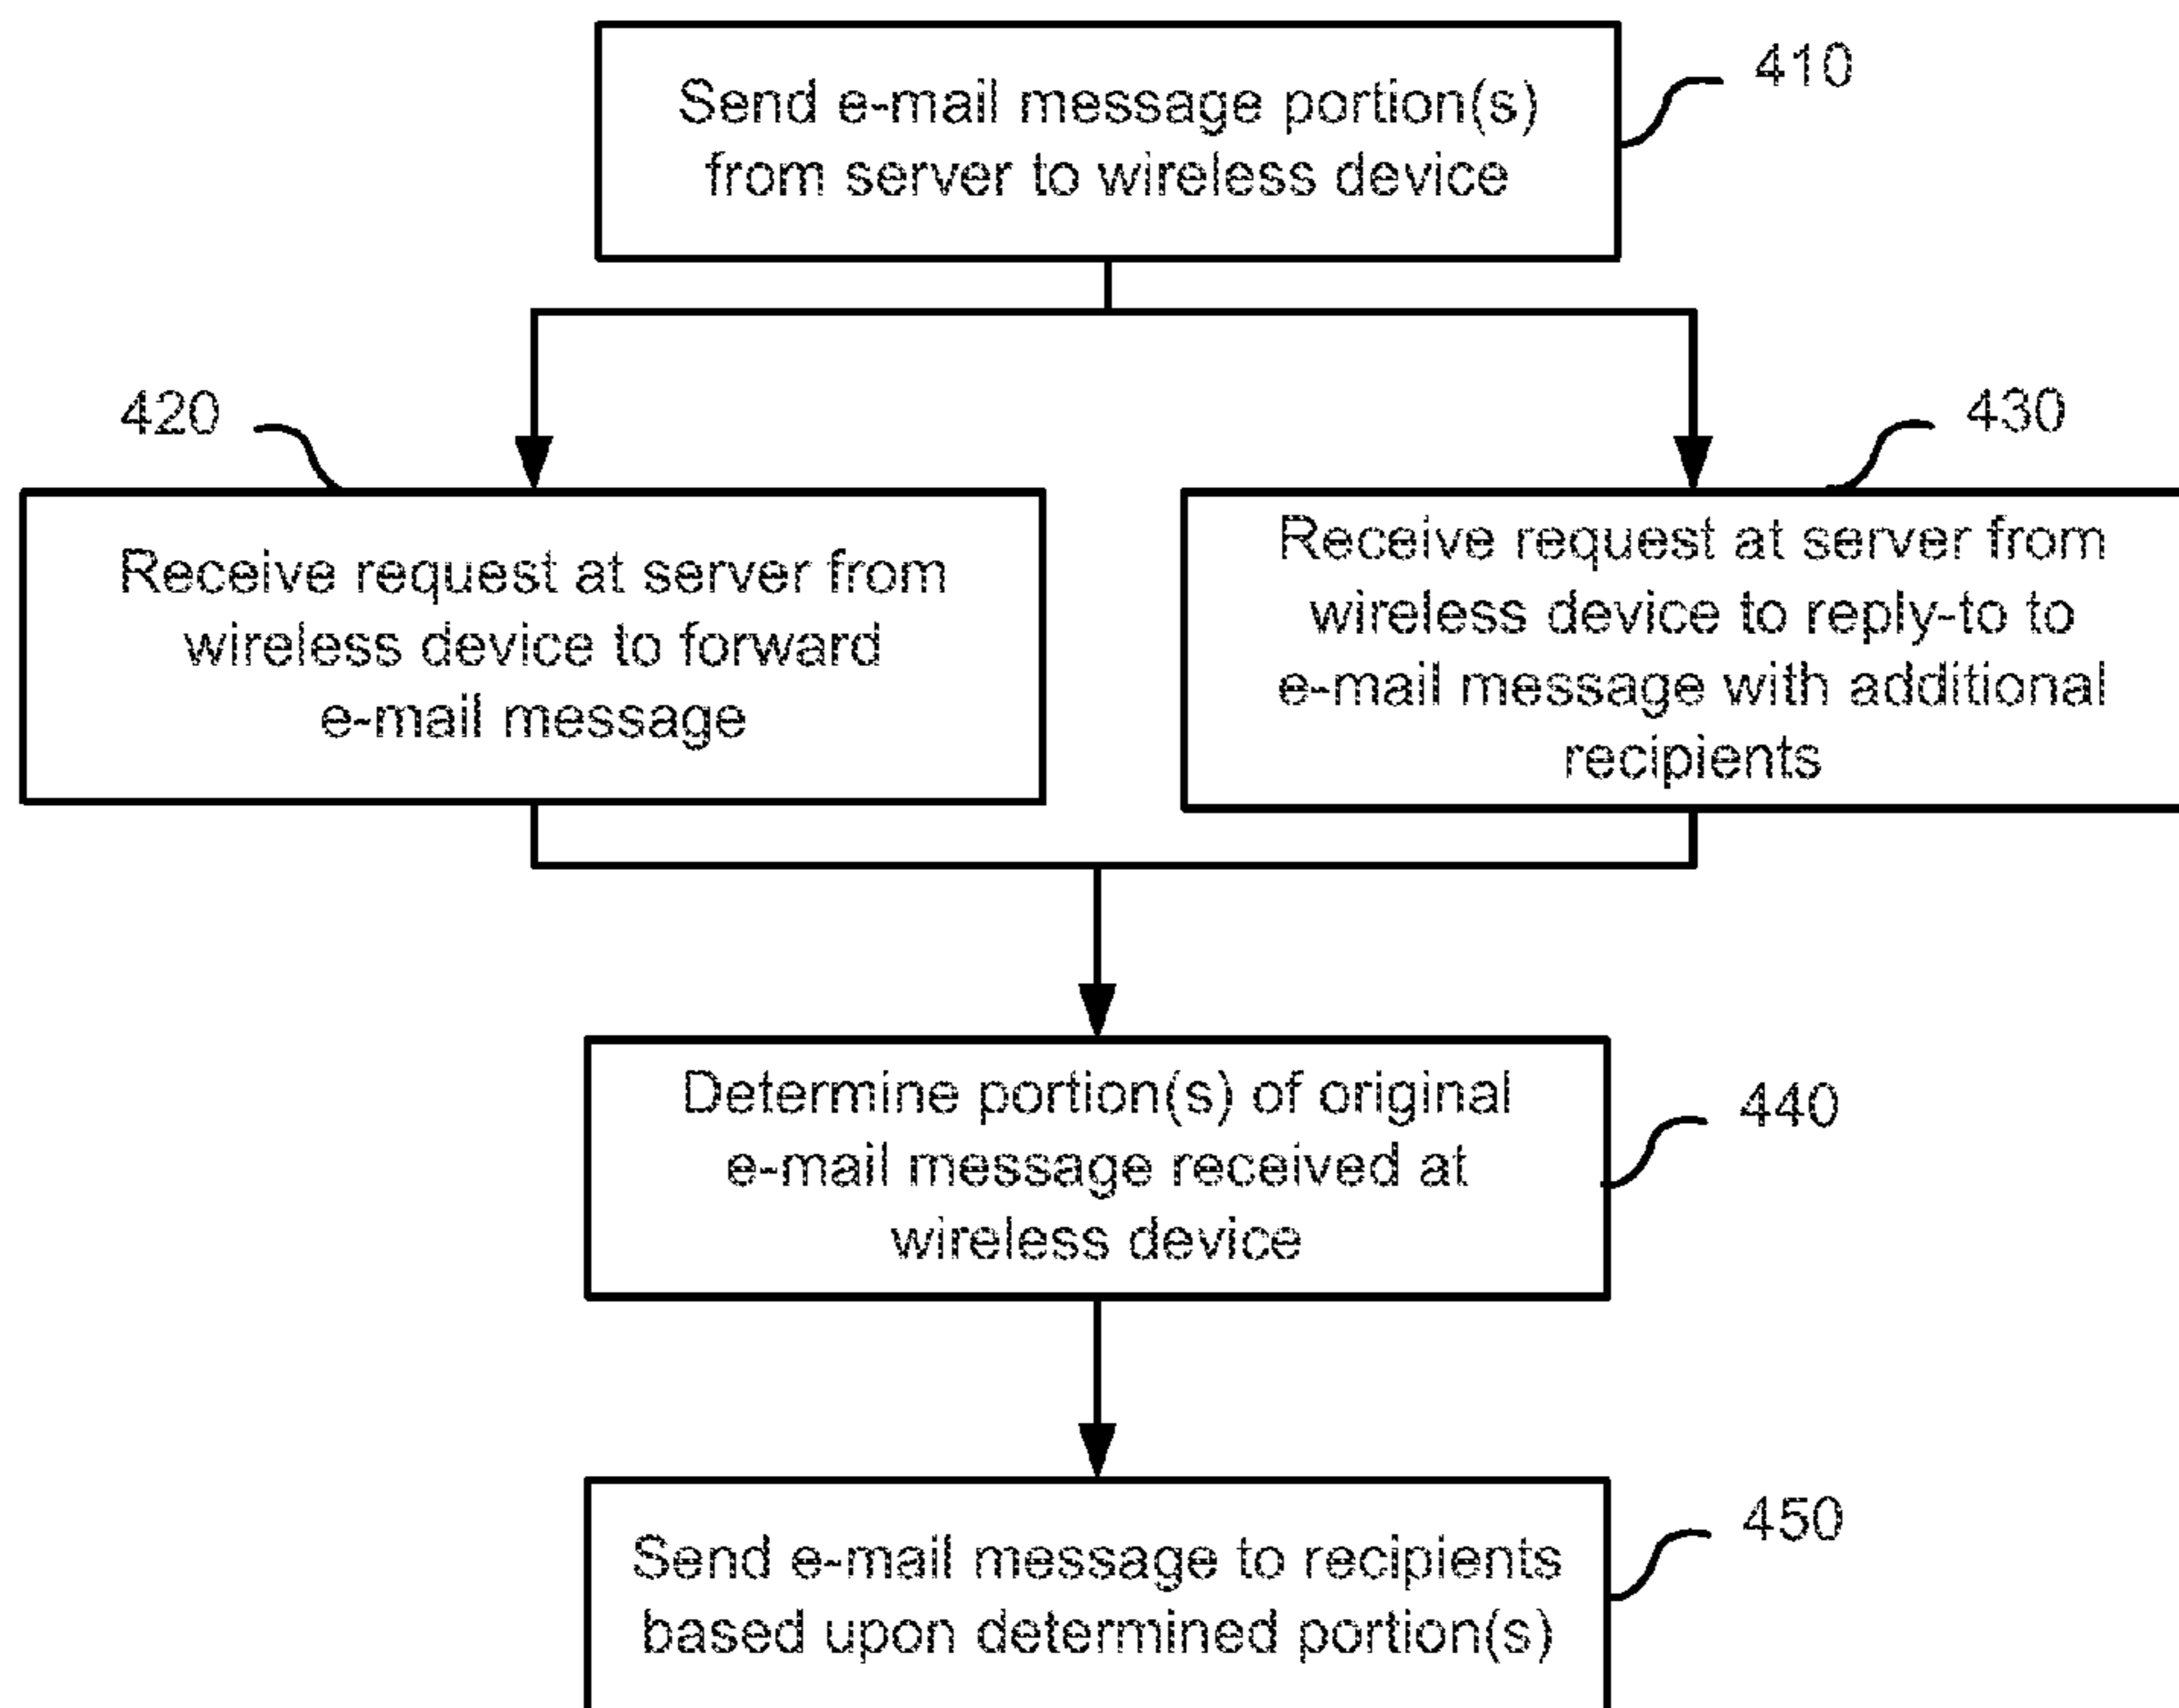 Send e-mail message portion(s)
from server to wireless device
410
420
430
Receive request at server from
wireless device to forward
e-mail message
Receive request at server from
wireless device to reply-to to
e-mail message with additional
recipients
Determine portion(s) of original
e-mail message received at
wireless device
440
Send e-mail message to recipients
based upon determined portion(s)
450